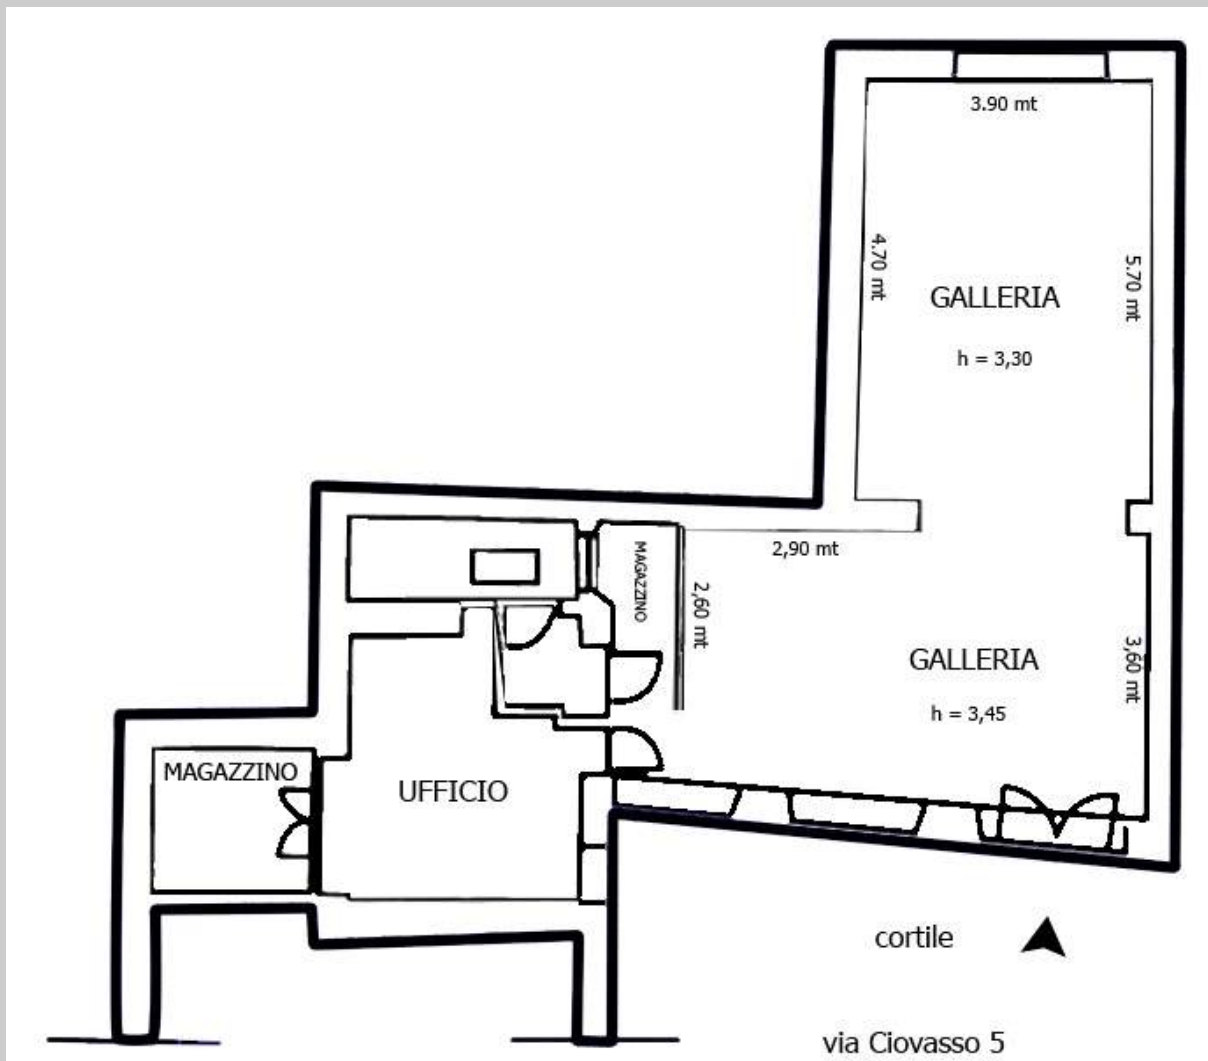 3.90 mt
4.70 mt
5.70 mt
GALLERIA
h = 3,30
2,90 mt
MAGAZZINO
2,60 mt
3,60 mt
GALLERIA
h = 3,45
MAGAZZINO
UFFICIO
cortile
via Ciovasso 5